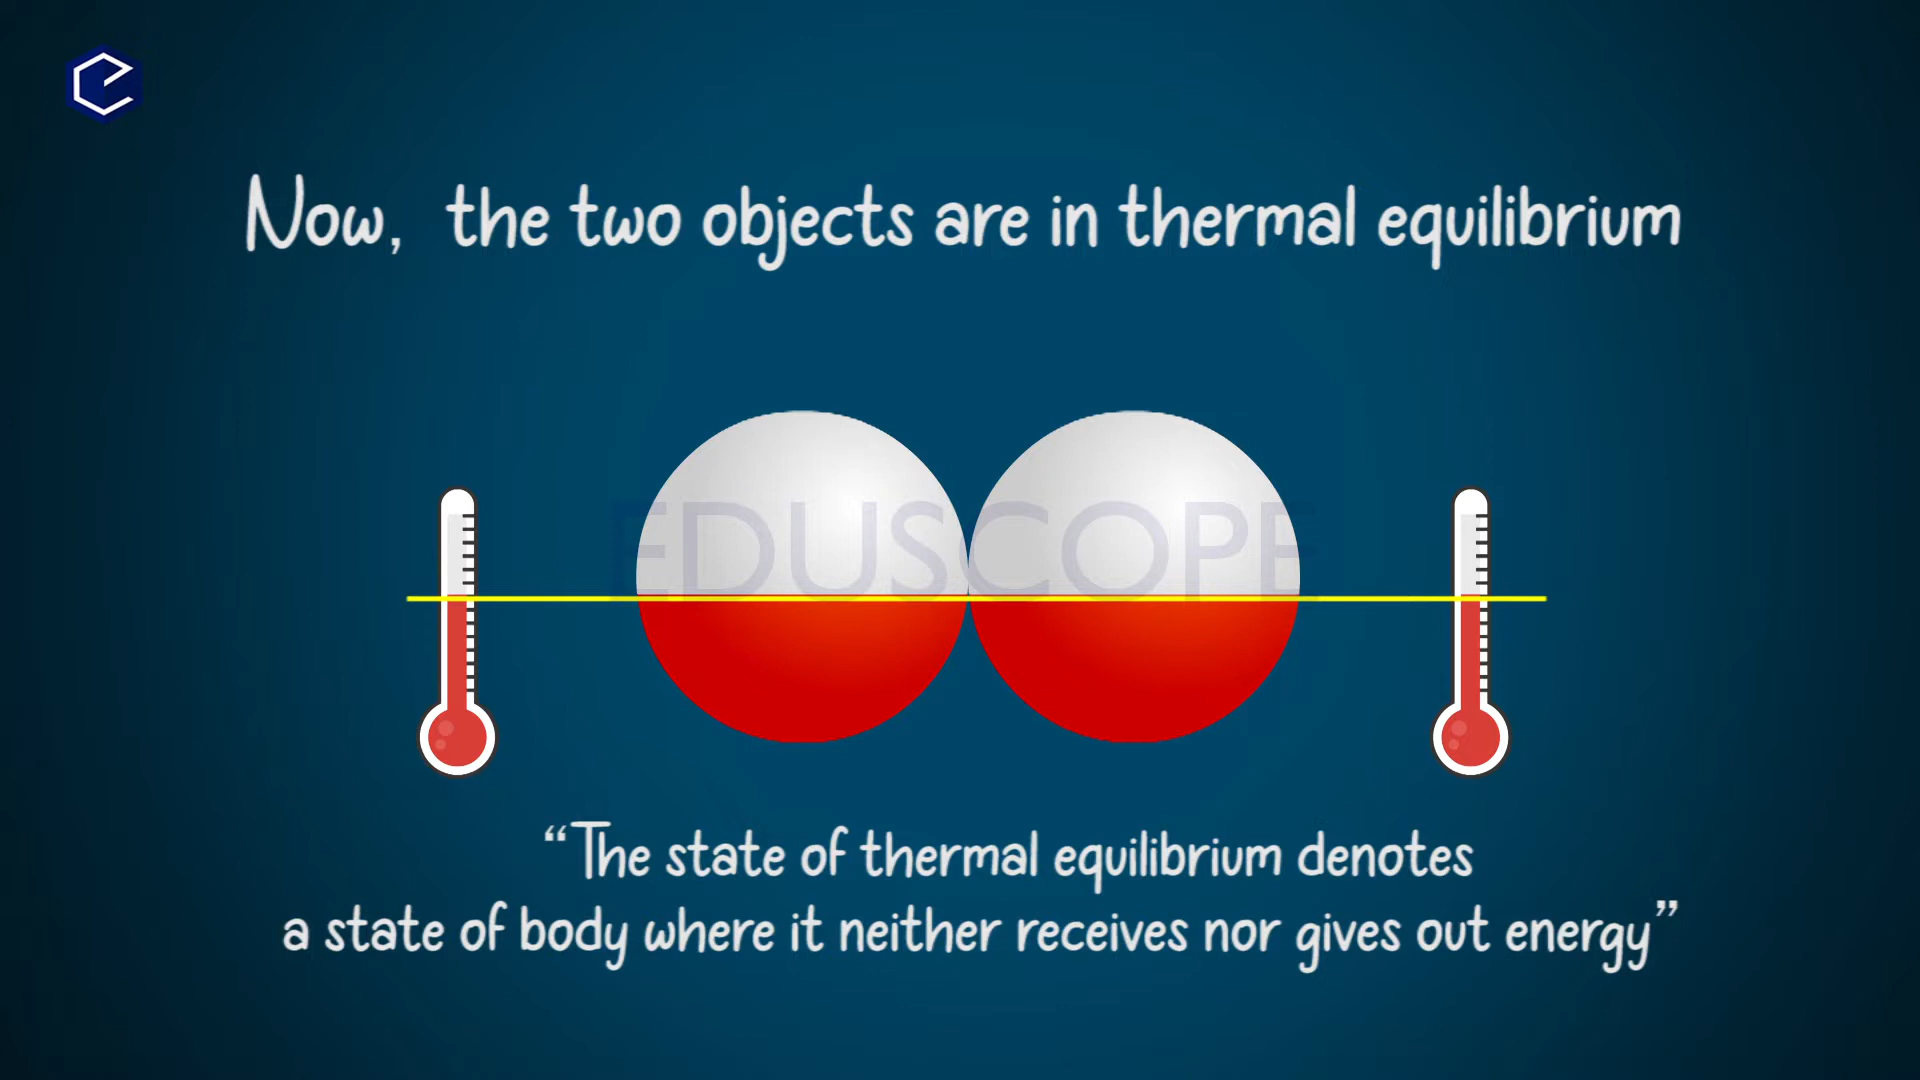 Now, the two objects are in thermal equilibrium
EDUSCOPE
“The state of thermal equilibrium denotes
a state of body where it neither receives nor gives out energy”